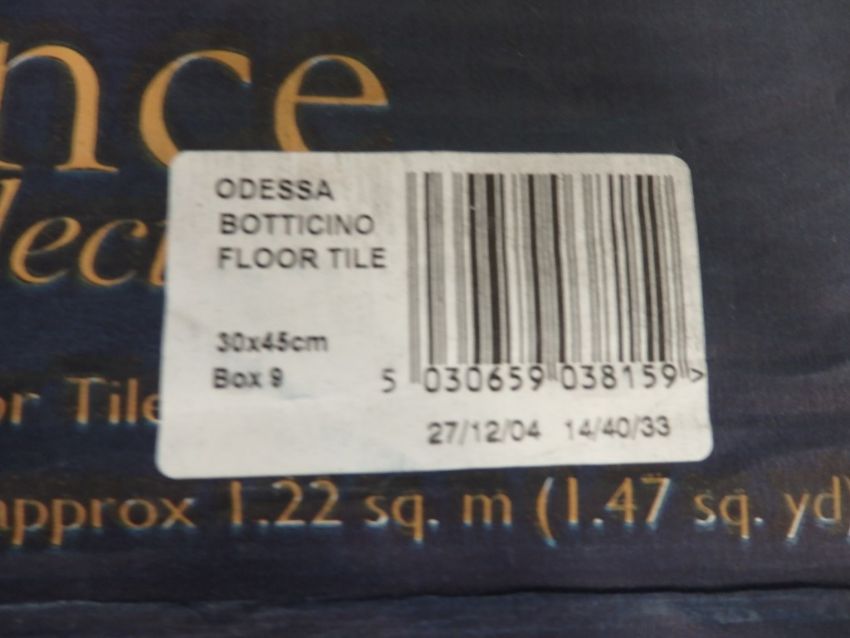 nce
lec
ODESSA
BOTTICINO
FLOOR TILE
30x45cm
Box 9
5 030659 038159 >
27/12/04 14/40/33
or Tile
approx 1.22 sq. m (1.47 sq. yd)